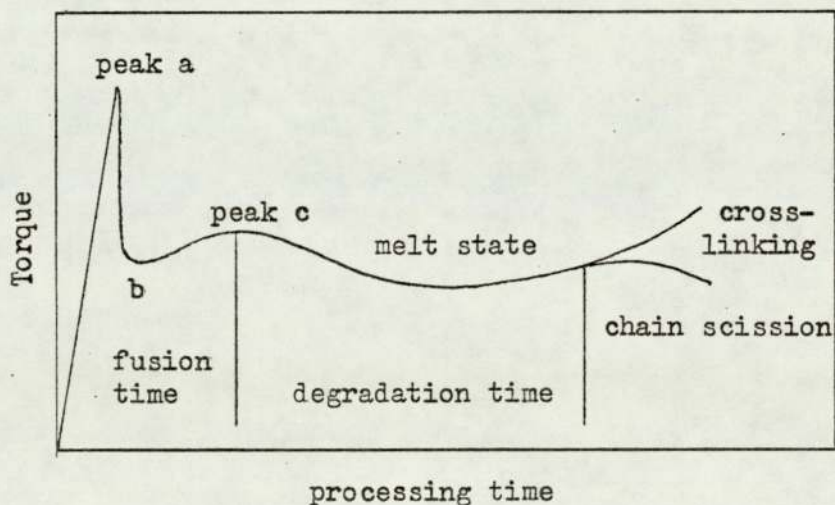 peak a
Torque
peak c
melt state
cross-
linking
b
fusion
time
degradation time
chain scission
processing time